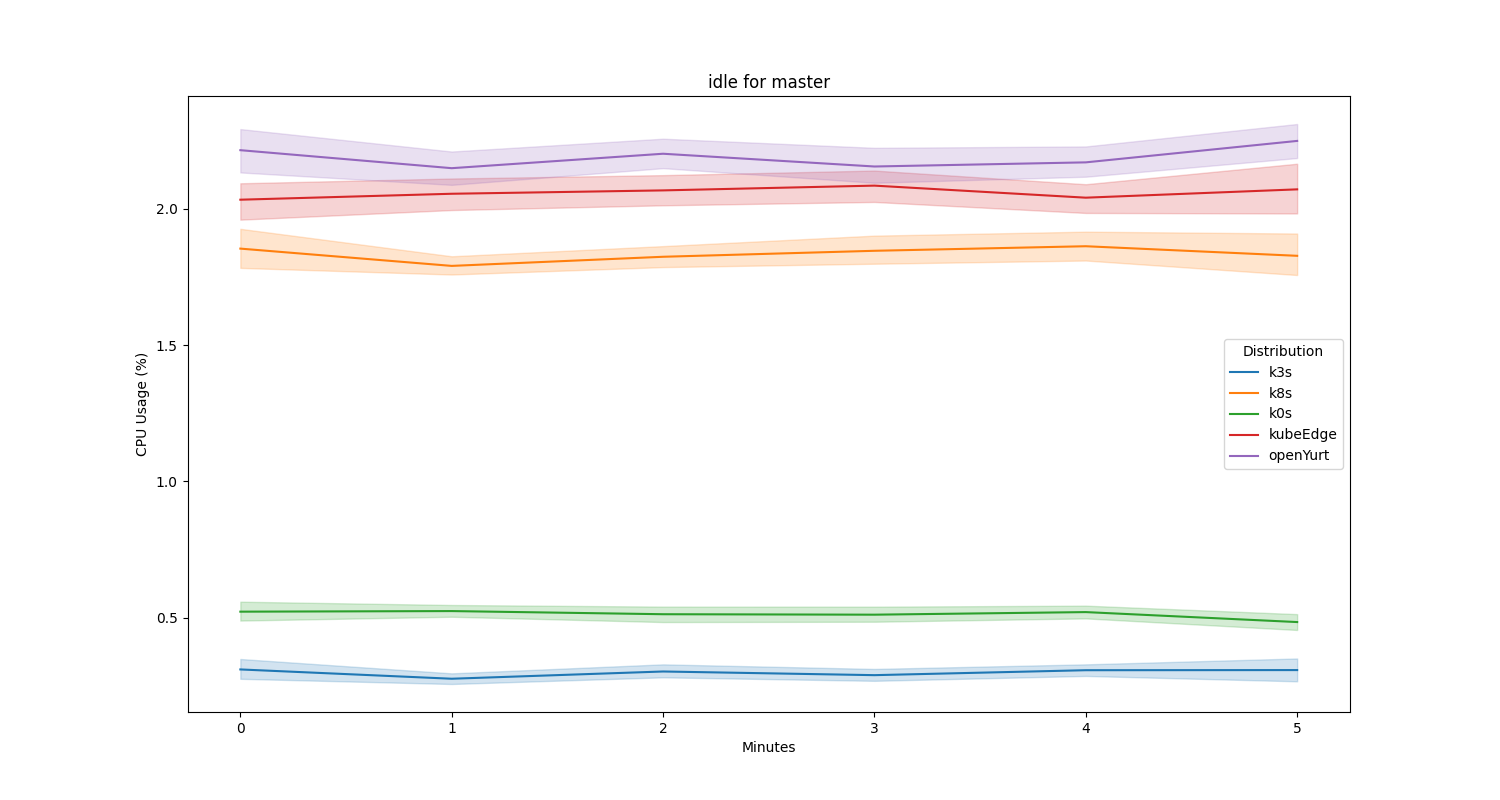 idle for master
CPU Usage (%)
2.0
1.5
1.0
0.5
0 1 2 3 4 5
Minutes
Distribution
k3s
k8s
k0s
kubeEdge
openYurt